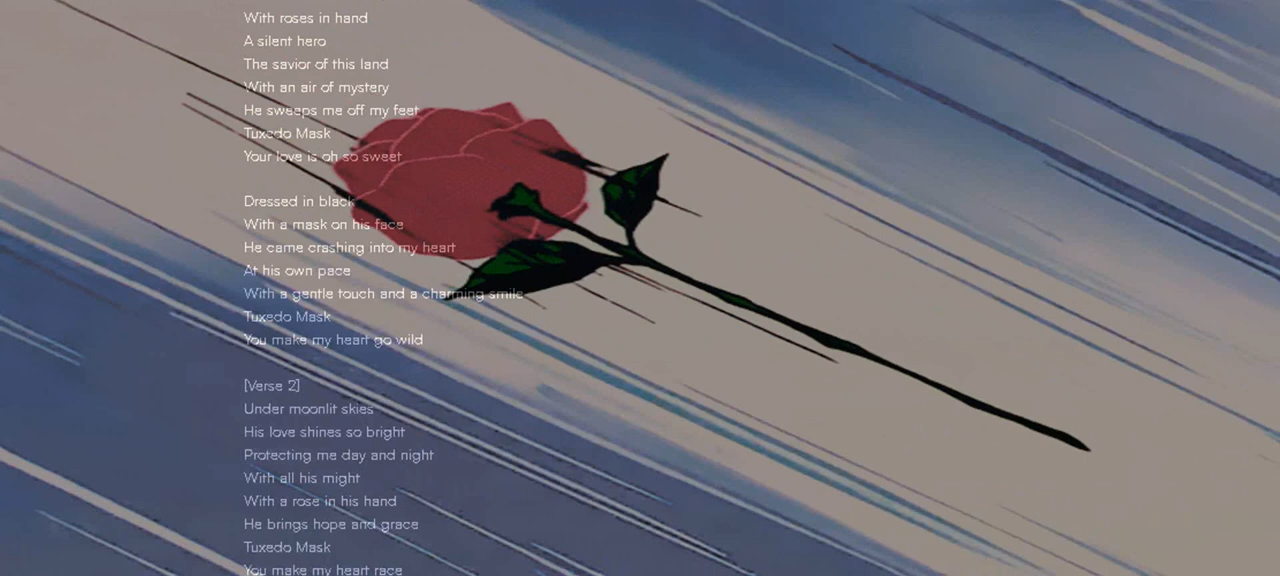 With roses in hand
A silent hero
The savior of this land
With an air of mystery
He sweeps me off my feet
Tuxedo Mask
Your love is oh so sweet
Dressed in black
With a mask on his face
He came crashing into my heart
At his own pace
With a gentle touch and a charming smile
Tuxedo Mask
You make my heart go wild
[Verse 2]
Under moonlit skies
His love shines so bright
Protecting me day and night
With all his might
With a rose in his hand
He brings hope and grace
Tuxedo Mask
You make my heart race